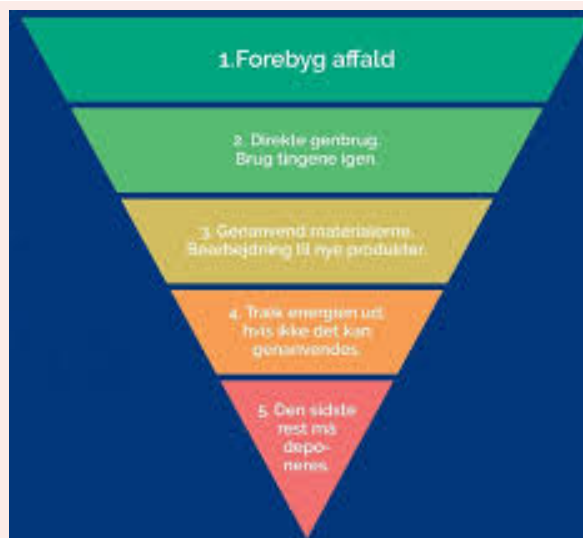 1.Forebyg affald
2. Direkte genbrug.
Brug tingene igen.
3. Genanvend materialerne.
Bearbejdning til nye produkter.
4. Træk energien ud,
hvis ikke det kan
genanvendes.
5. Den sidste
rest må
depo-
neres.